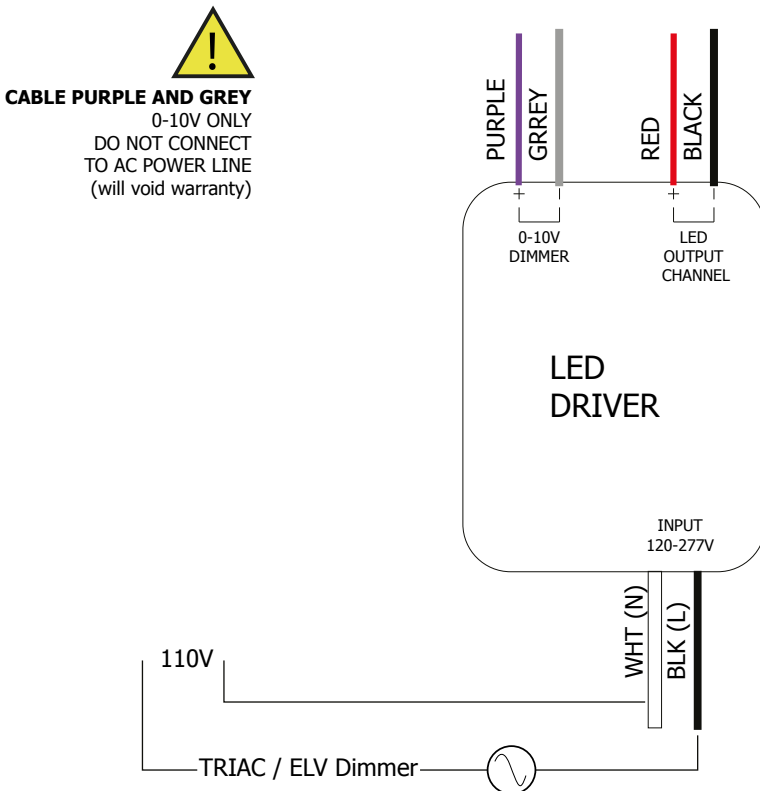 !
CABLE PURPLE AND GREY
0-10V ONLY
DO NOT CONNECT
TO AC POWER LINE
(will void warranty)
PURPLE
GRREY
RED
BLACK
+
-
+
-
0-10V
DIMMER
LED
OUTPUT
CHANNEL
LED
DRIVER
INPUT
120-277V
WHT (N)
BLK (L)
110V
TRIAC / ELV Dimmer